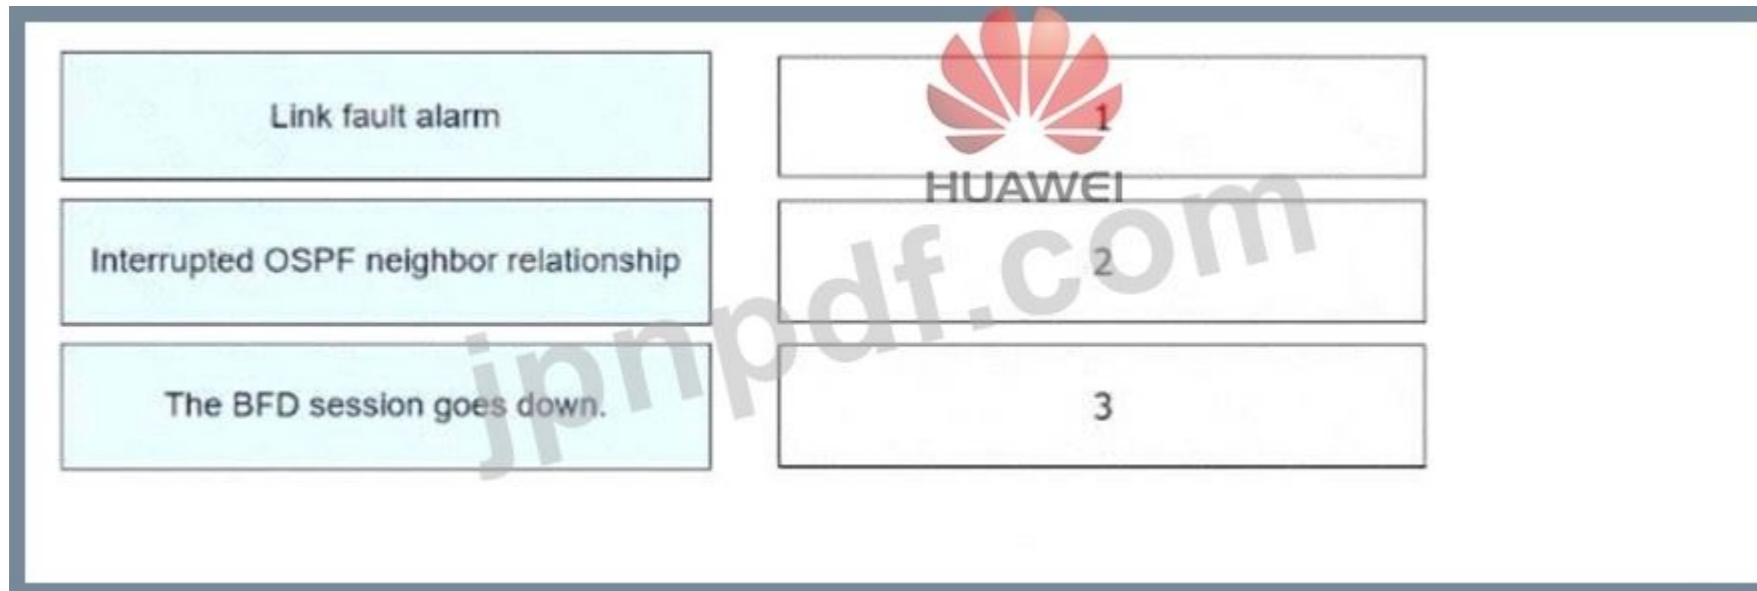 Link fault alarm
1
HUAWEI
Interrupted OSPF neighbor relationship
2
The BFD session goes down.
3
jpnpdf.com